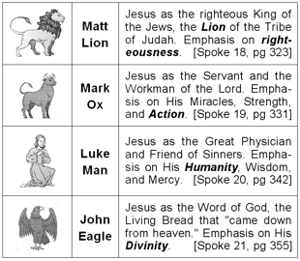 Matt
Lion
Jesus as the righteous King of
the Jews, the Lion of the Tribe
of Judah. Emphasis on right-
eousness. [Spoke 18, pg 323]
Mark
Ox
Jesus as the Servant and the
Workman of the Lord. Empha-
sis on His Miracles, Strength,
and Action. [Spoke 19, pg 331]
Luke
Man
Jesus as the Great Physician
and Friend of Sinners. Empha-
sis on His Humanity, Wisdom,
and Mercy. [Spoke 20, pg 342]
John
Eagle
Jesus as the Word of God, the
Living Bread that "came down
from heaven." Emphasis on His
Divinity. [Spoke 21, pg 355]